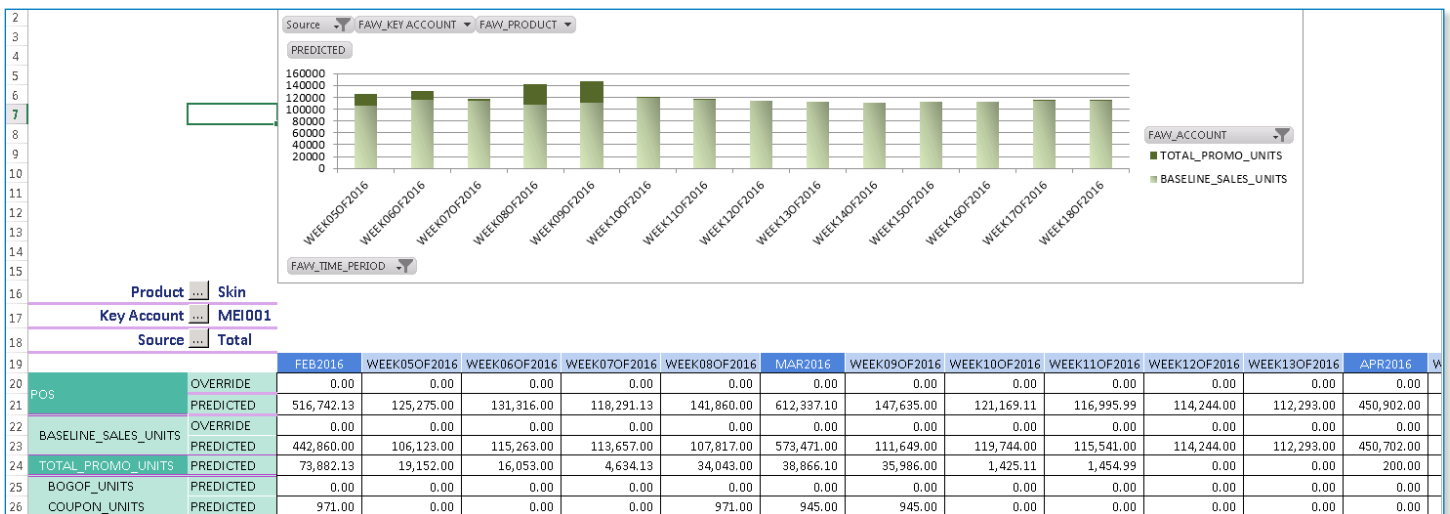 2
3
4
5
6
7
8
9
10
11
12
13
14
15
16
17
18
19
20
21
22
23
24
25
26
Source FAW_KEY ACCOUNT FAW_PRODUCT
PREDICTED
160000
140000
120000
100000
80000
60000
40000
20000
0
WEEK05OF2016 WEEK06OF2016 WEEK07OF2016 WEEK08OF2016 WEEK09OF2016 WEEK10OF2016 WEEK11OF2016 WEEK12OF2016 WEEK13OF2016 WEEK14OF2016 WEEK15OF2016 WEEK16OF2016 WEEK17OF2016 WEEK18OF2016
FAW_ACCOUNT
TOTAL_PROMO_UNITS
BASELINE_SALES_UNITS
FAW_TIME_PERIOD
Product ... Skin
Key Account ... MEI001
Source ... Total
FEB2016 WEEK05OF2016 WEEK06OF2016 WEEK07OF2016 WEEK08OF2016 MAR2016 WEEK09OF2016 WEEK10OF2016 WEEK11OF2016 WEEK12OF2016 WEEK13OF2016 APR2016 W
POS OVERRIDE 0.00 0.00 0.00 0.00 0.00 0.00 0.00 0.00 0.00 0.00 0.00 0.00
PREDICTED 516,742.13 125,275.00 131,316.00 118,291.13 141,860.00 612,337.10 147,635.00 121,169.11 116,995.99 114,244.00 112,293.00 450,902.00
BASELINE_SALES_UNITS OVERRIDE 0.00 0.00 0.00 0.00 0.00 0.00 0.00 0.00 0.00 0.00 0.00 0.00
PREDICTED 442,860.00 106,123.00 115,263.00 113,657.00 107,817.00 573,471.00 111,649.00 119,744.00 115,541.00 114,244.00 112,293.00 450,702.00
TOTAL_PROMO_UNITS PREDICTED 73,882.13 19,152.00 16,053.00 4,634.13 34,043.00 38,866.10 35,986.00 1,425.11 1,454.99 0.00 0.00 200.00
BOGOF_UNITS PREDICTED 0.00 0.00 0.00 0.00 0.00 0.00 0.00 0.00 0.00 0.00 0.00 0.00
COUPON_UNITS PREDICTED 971.00 0.00 0.00 0.00 971.00 945.00 945.00 0.00 0.00 0.00 0.00 0.00